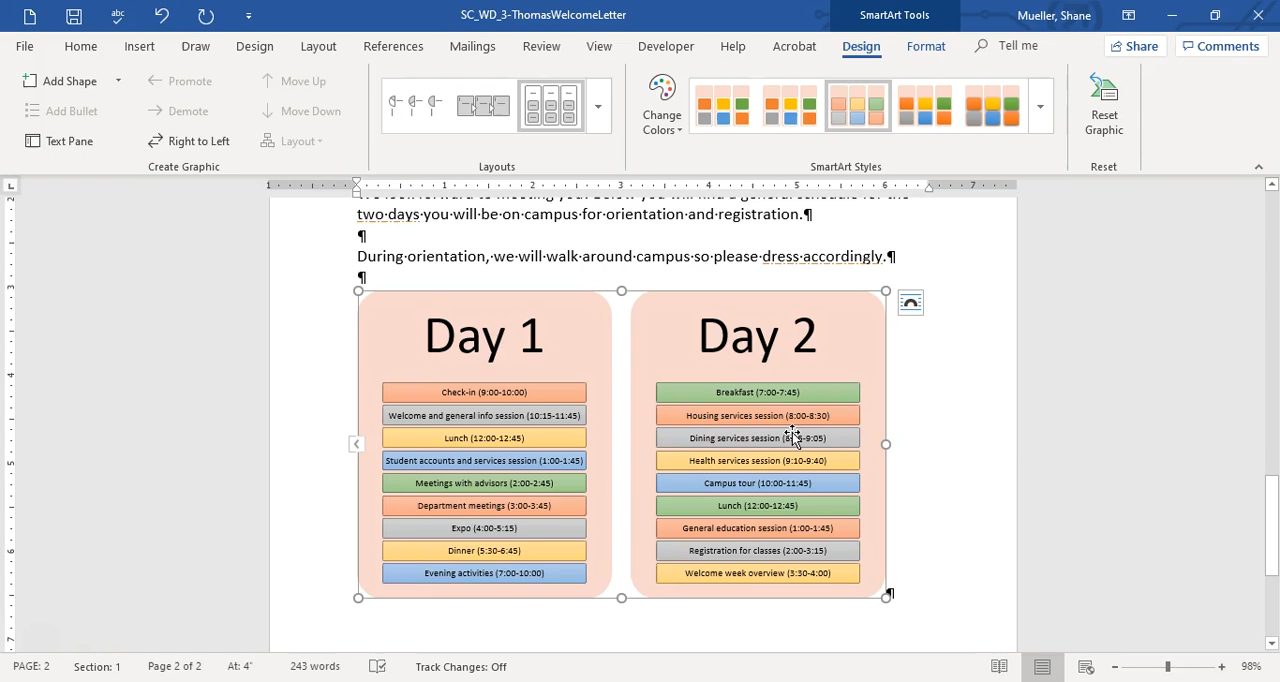 SC_WD_3-ThomasWelcomeLetter
SmartArt Tools
Mueller, Shane
File
Home
Insert
Draw
Design
Layout
References
Mailings
Review
View
Developer
Help
Acrobat
Design
Format
Tell me
Share
Comments
Add Shape
Promote
Move Up
Add Bullet
Demote
Move Down
Text Pane
Right to Left
Layout
Create Graphic
Layouts
Change Colors
SmartArt Styles
Reset Graphic
Reset
1 1 2 3 4 5 6 7
two·days·you·will·be·on·campus·for·orientation·and·registration.¶
¶
During·orientation,·we·will·walk·around·campus·so·please·dress·accordingly.¶
¶
Day 1
Check-in (9:00-10:00)
Welcome and general info session (10:15-11:45)
Lunch (12:00-12:45)
Student accounts and services session (1:00-1:45)
Meetings with advisors (2:00-2:45)
Department meetings (3:00-3:45)
Expo (4:00-5:15)
Dinner (5:30-6:45)
Evening activities (7:00-10:00)
Day 2
Breakfast (7:00-7:45)
Housing services session (8:00-8:30)
Dining services session
Health services session (9:10-9:40)
Campus tour (10:00-11:45)
Lunch (12:00-12:45)
General education session (1:00-1:45)
Registration for classes (2:00-3:15)
Welcome week overview (3:30-4:00)
¶
PAGE: 2
Section: 1
Page 2 of 2
At: 4"
243 words
Track Changes: Off
98%